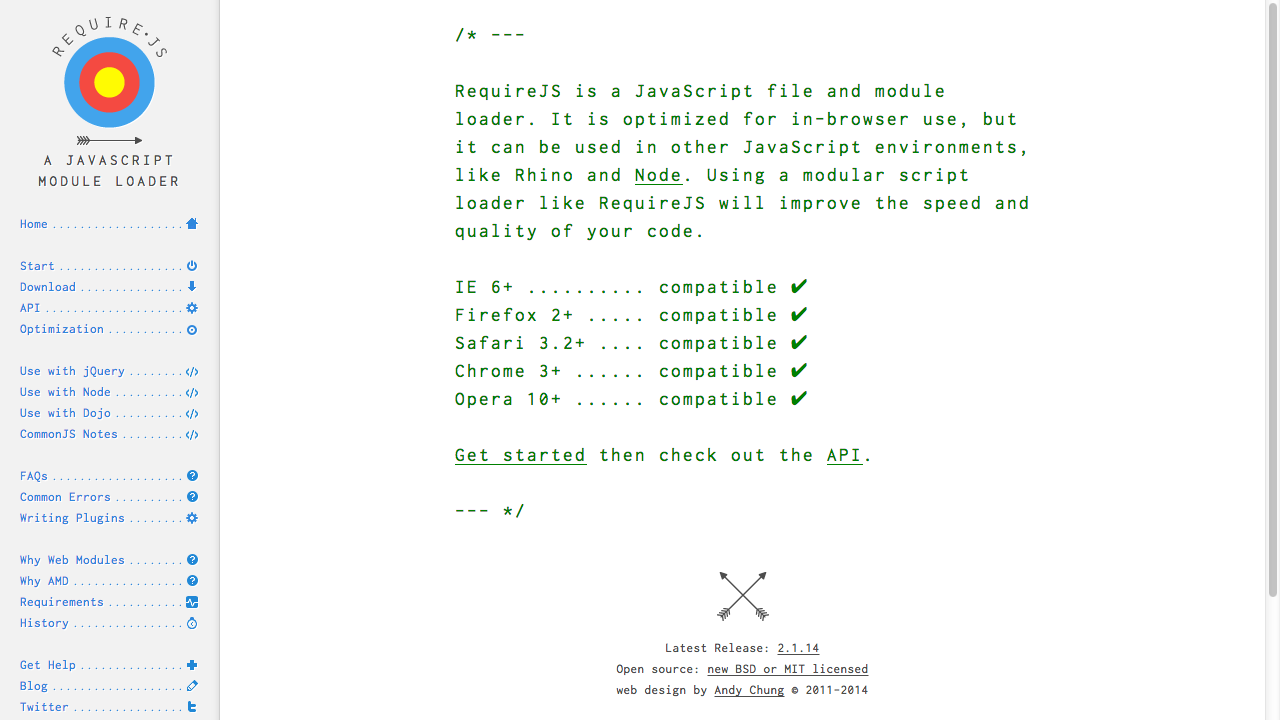 REQUIRE·JS
A JAVASCRIPT
MODULE LOADER
Home ...................
Start ..................
Download ...............
API ....................
Optimization ...........
Use with jQuery ........
Use with Node ..........
Use with Dojo ..........
CommonJS Notes .........
FAQs ...................
Common Errors ..........
Writing Plugins ........
Why Web Modules ........
Why AMD ................
Requirements ...........
History ................
Get Help ...............
Blog ...................
Twitter ................
/* ---
RequireJS is a JavaScript file and module
loader. It is optimized for in-browser use, but
it can be used in other JavaScript environments,
like Rhino and Node. Using a modular script
loader like RequireJS will improve the speed and
quality of your code.
IE 6+ .......... compatible ✔
Firefox 2+ ..... compatible ✔
Safari 3.2+ .... compatible ✔
Chrome 3+ ...... compatible ✔
Opera 10+ ...... compatible ✔
Get started then check out the API.
--- */
Latest Release: 2.1.14
Open source: new BSD or MIT licensed
web design by Andy Chung © 2011-2014